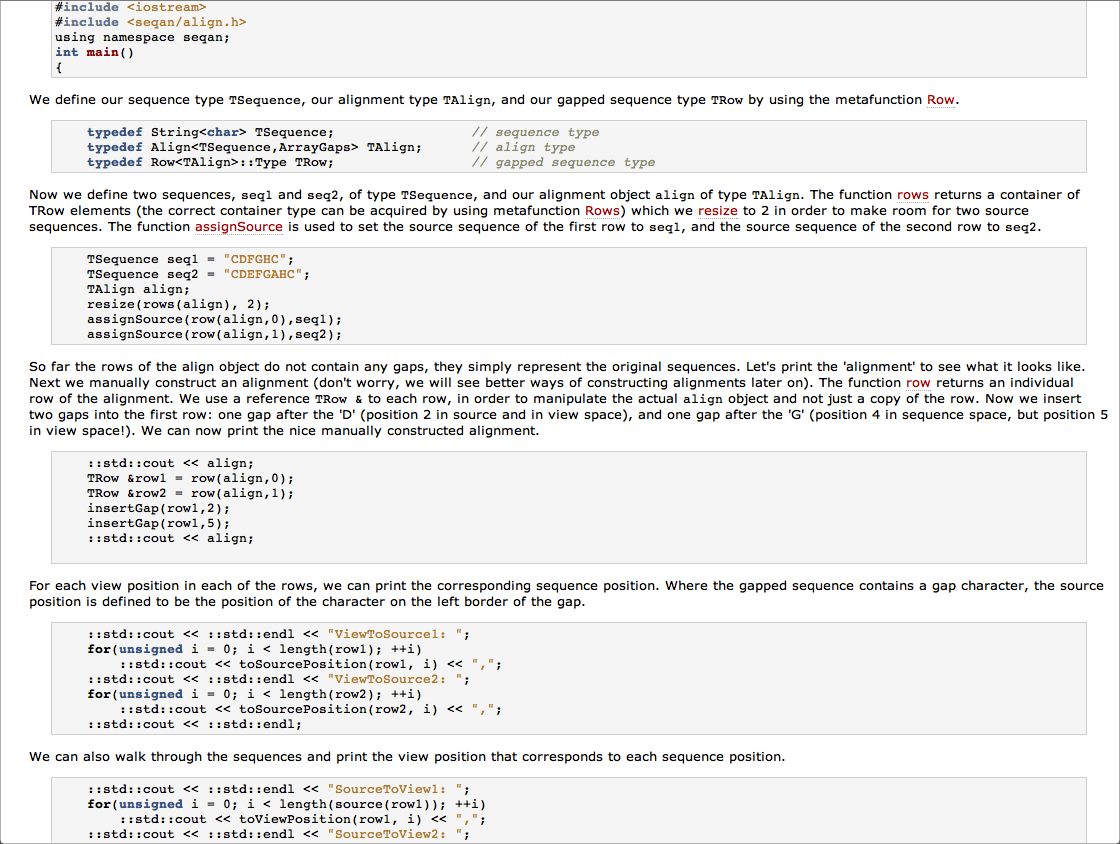 #include <iostream>
#include <seqan/align.h>
using namespace seqan;
int main()
{
We define our sequence type TSequence, our alignment type TAlign, and our gapped sequence type TRow by using the metafunction Row.
typedef String<char> TSequence; // sequence type
typedef Align<TSequence,ArrayGaps> TAlign; // align type
typedef Row<TAlign>::Type TRow; // gapped sequence type
Now we define two sequences, seq1 and seq2, of type TSequence, and our alignment object align of type TAlign. The function rows returns a container of
TRow elements (the correct container type can be acquired by using metafunction Rows) which we resize to 2 in order to make room for two source
sequences. The function assignSource is used to set the source sequence of the first row to seq1, and the source sequence of the second row to seq2.
TSequence seq1 = "CDFGHC";
TSequence seq2 = "CDEFGAHC";
TAlign align;
resize(rows(align), 2);
assignSource(row(align,0),seq1);
assignSource(row(align,1),seq2);
So far the rows of the align object do not contain any gaps, they simply represent the original sequences. Let's print the 'alignment' to see what it looks like.
Next we manually construct an alignment (don't worry, we will see better ways of constructing alignments later on). The function row returns an individual
row of the alignment. We use a reference TRow & to each row, in order to manipulate the actual align object and not just a copy of the row. Now we insert
two gaps into the first row: one gap after the 'D' (position 2 in source and in view space), and one gap after the 'G' (position 4 in sequence space, but position 5
in view space!). We can now print the nice manually constructed alignment.
::std::cout << align;
TRow &row1 = row(align,0);
TRow &row2 = row(align,1);
insertGap(row1,2);
insertGap(row1,5);
::std::cout << align;
For each view position in each of the rows, we can print the corresponding sequence position. Where the gapped sequence contains a gap character, the source
position is defined to be the position of the character on the left border of the gap.
::std::cout << ::std::endl << "ViewToSource1: ";
for(unsigned i = 0; i < length(row1); ++i)
::std::cout << toSourcePosition(row1, i) << ",";
::std::cout << ::std::endl << "ViewToSource2: ";
for(unsigned i = 0; i < length(row2); ++i)
::std::cout << toSourcePosition(row2, i) << ",";
::std::cout << ::std::endl;
We can also walk through the sequences and print the view position that corresponds to each sequence position.
::std::cout << ::std::endl << "SourceToView1: ";
for(unsigned i = 0; i < length(source(row1)); ++i)
::std::cout << toViewPosition(row1, i) << ",";
::std::cout << ::std::endl << "SourceToView2: ";